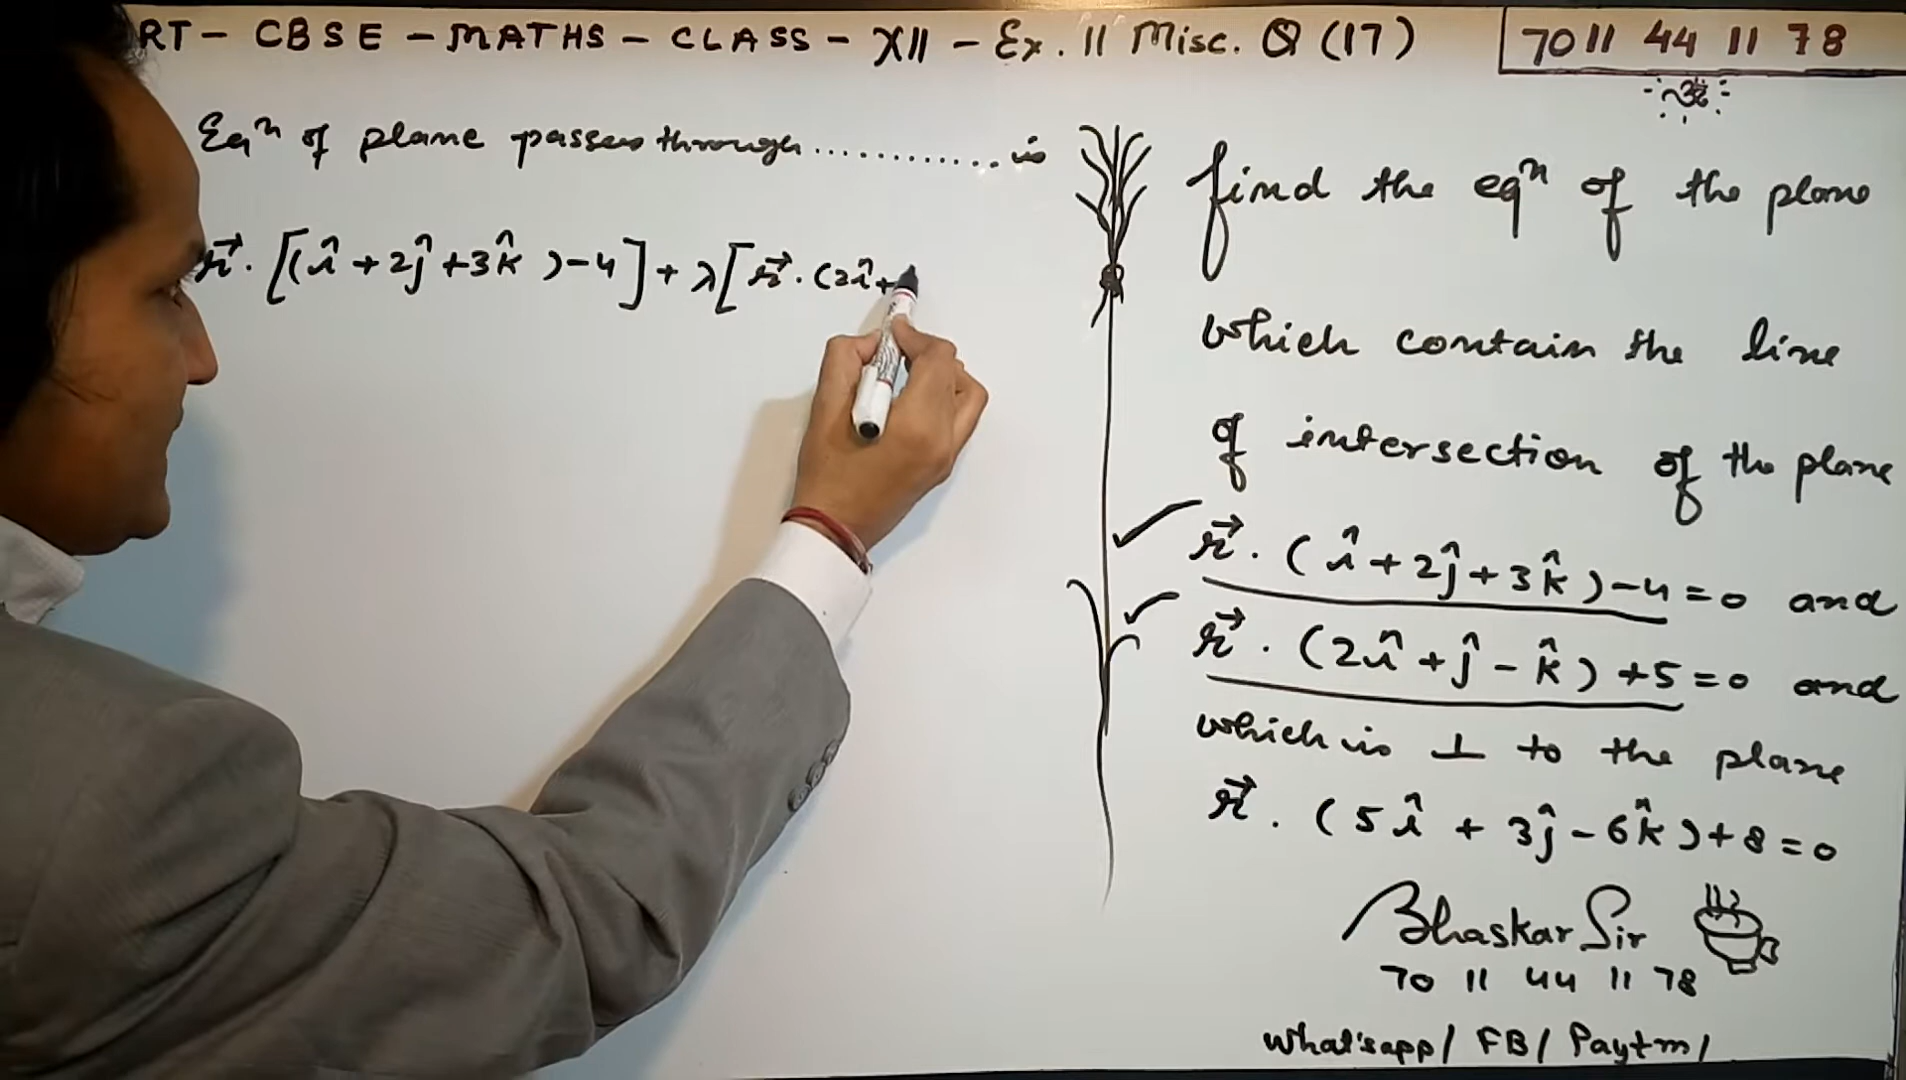 RT - CBSE - MATHS - CLASS - XII - Ex. 11 Misc. Q (17)
70 11 44 11 78
ॐ
Eqⁿ of plane passes through ............. is
r⃗ . [(î + 2ĵ + 3k̂ ) - 4] + λ[r⃗ . (2î +
find the eqⁿ of the plane
which contain the line
of intersection of the plane
r⃗ . ( î + 2ĵ + 3k̂ ) - 4 = 0 and
r⃗ . (2î + ĵ - k̂ ) + 5 = 0 and
which is ⊥ to the plane
r⃗ . ( 5î + 3ĵ - 6k̂ ) + 8 = 0
Bhaskar Sir
70 11 44 11 78
what'sapp / FB / Paytm /